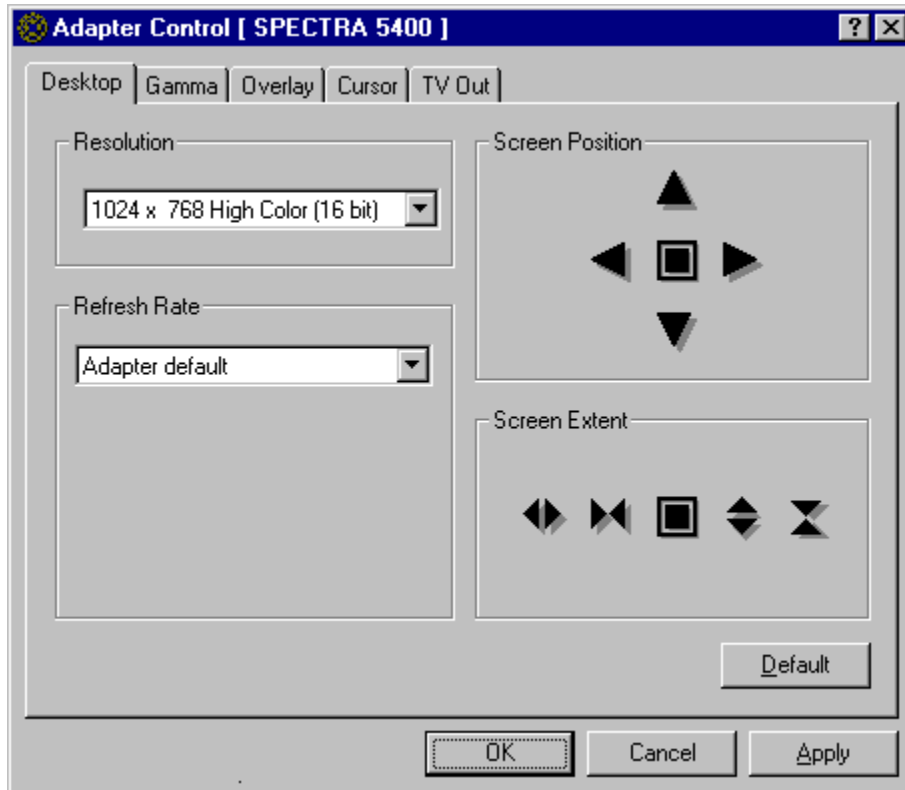 Adapter Control [ SPECTRA 5400 ]
Desktop Gamma Overlay Cursor TV Out
Resolution
1024 x  768 High Color (16 bit)
Refresh Rate
Adapter default
Screen Position
Screen Extent
Default
OK Cancel Apply